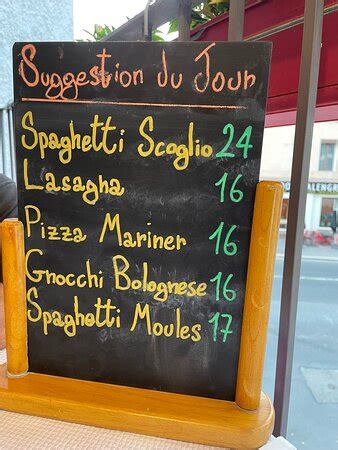 Suggestion du Jour
Spaghetti Scoglio 24
Lasagna 16
Pizza Mariner 16
Gnocchi Bolognese 16
Spaghetti Moules 17